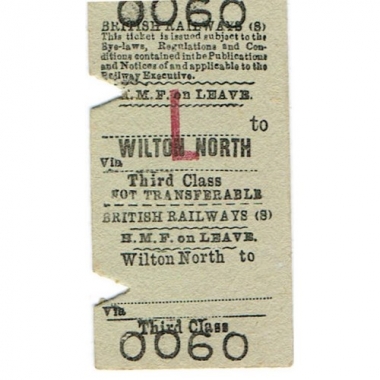 0060
BRITISH RAILWAYS (S)
This ticket is issued subject to the
Bye-laws, Regulations and Con-
ditions contained in the Publications
and Notices of and applicable to the
Railway Executive.
H.M.F. on LEAVE.
L
to
WILTON NORTH
Via
Third Class
NOT TRANSFERABLE
BRITISH RAILWAYS (S)
H.M.F. on LEAVE.
Wilton North to
Via
Third Class
0060